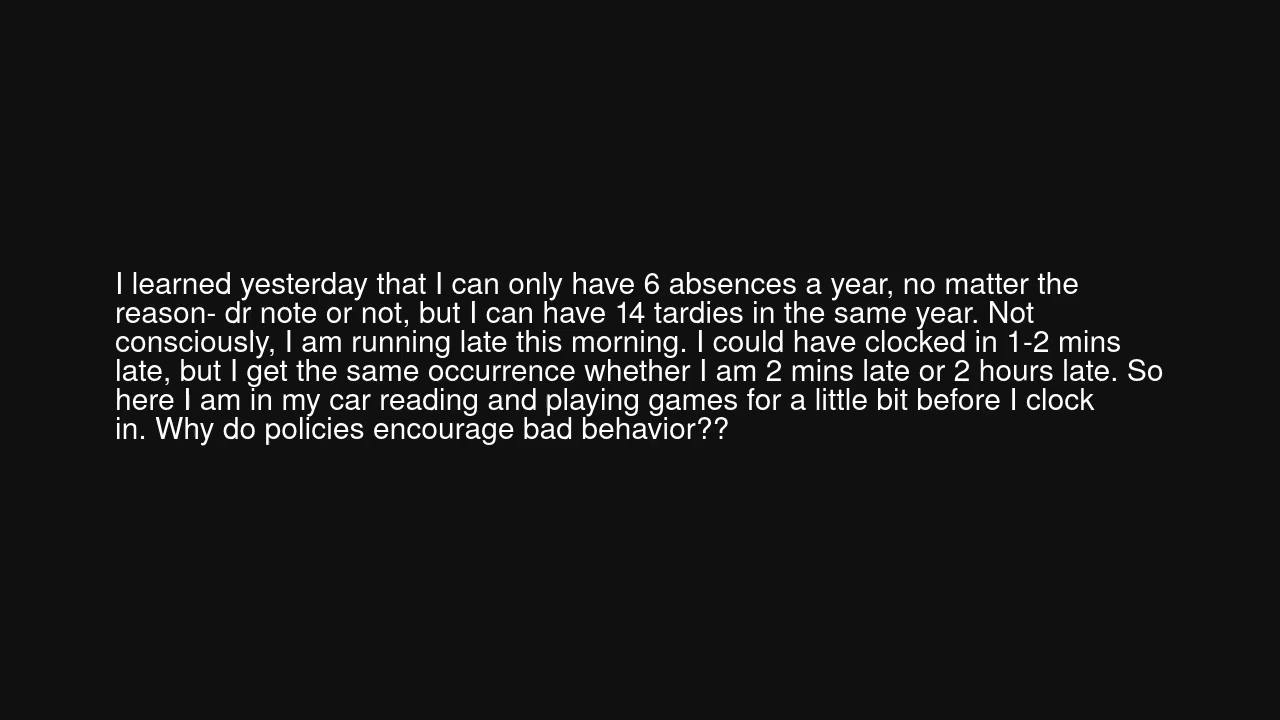 I learned yesterday that I can only have 6 absences a year, no matter the
reason- dr note or not, but I can have 14 tardies in the same year. Not
consciously, I am running late this morning. I could have clocked in 1-2 mins
late, but I get the same occurrence whether I am 2 mins late or 2 hours late. So
here I am in my car reading and playing games for a little bit before I clock
in. Why do policies encourage bad behavior??